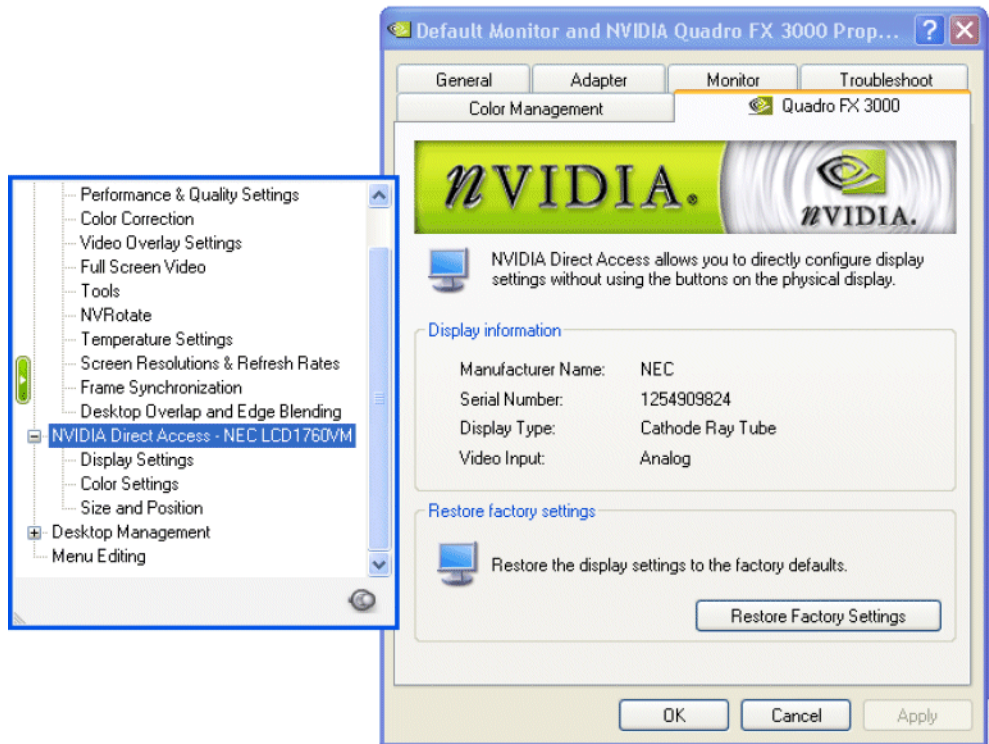 Default Monitor and NVIDIA Quadro FX 3000 Prop...
General Adapter Monitor Troubleshoot
Color Management Quadro FX 3000
nVIDIA.
nVIDIA.
NVIDIA Direct Access allows you to directly configure display
settings without using the buttons on the physical display.
Display information
Manufacturer Name: NEC
Serial Number: 1254909824
Display Type: Cathode Ray Tube
Video Input: Analog
Restore factory settings
Restore the display settings to the factory defaults.
Restore Factory Settings
OK Cancel Apply
Performance & Quality Settings
Color Correction
Video Overlay Settings
Full Screen Video
Tools
NVRotate
Temperature Settings
Screen Resolutions & Refresh Rates
Frame Synchronization
Desktop Overlap and Edge Blending
NVIDIA Direct Access - NEC LCD1760VM
Display Settings
Color Settings
Size and Position
Desktop Management
Menu Editing